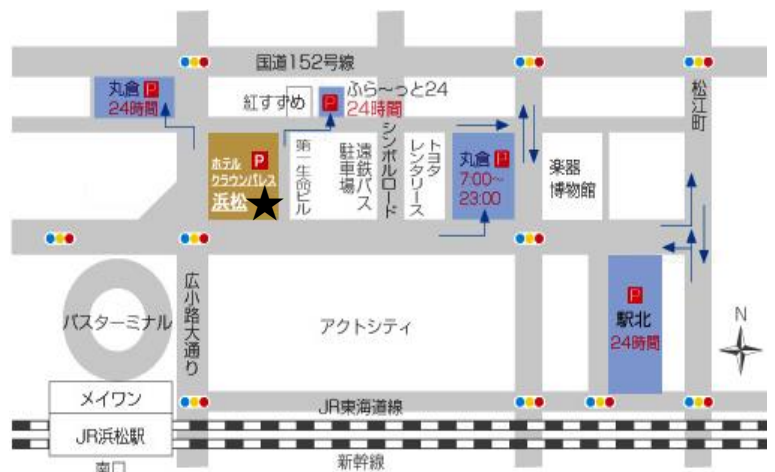 国道152号線
丸倉 P
24時間
紅すずめ
P
ふら〜っと24
24時間
松江町
ホテル P
クラウンパレス
浜松
第一生命ビル
遠鉄バス
駐車場
シンボルロード
トヨタ
レンタリース
丸倉 P
7:00〜
23:00
楽器
博物館
バスターミナル
広小路大通り
アクトシティ
P
駅北
24時間
N
メイワン
JR東海道線
JR浜松駅
新幹線
南口